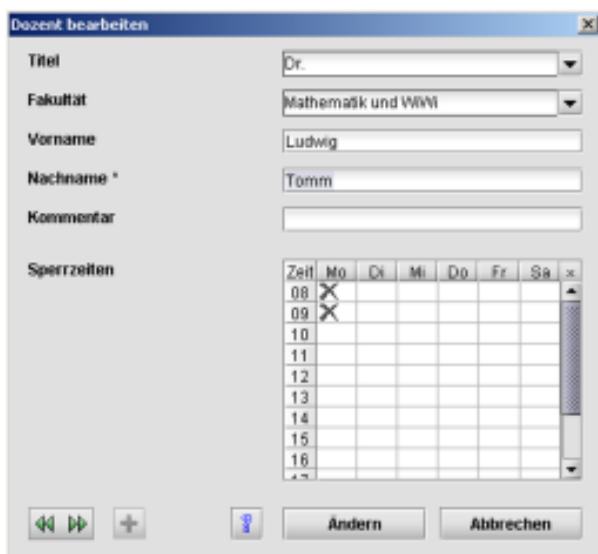 Dozent bearbeiten
Titel Dr.
Fakultät Mathematik und WiWi
Vorname Ludwig
Nachname * Tomm
Kommentar
Sperrzeiten Zeit Mo Di Mi Do Fr Sa x
08
09
10
11
12
13
14
15
16
17
Ändern Abbrechen